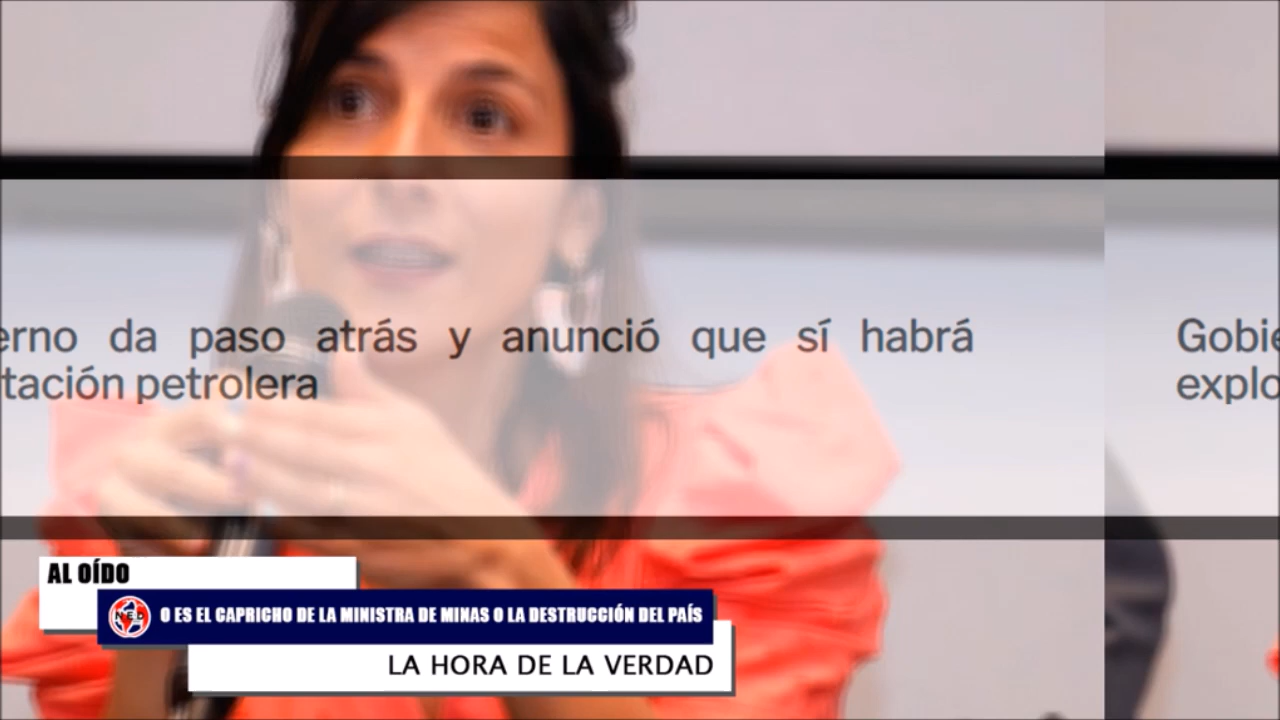 erno da paso atrás y anunció que sí habrá
tación petrolera
Gobie
explo
AL OÍDO
O ES EL CAPRICHO DE LA MINISTRA DE MINAS O LA DESTRUCCIÓN DEL PAÍS
LA HORA DE LA VERDAD